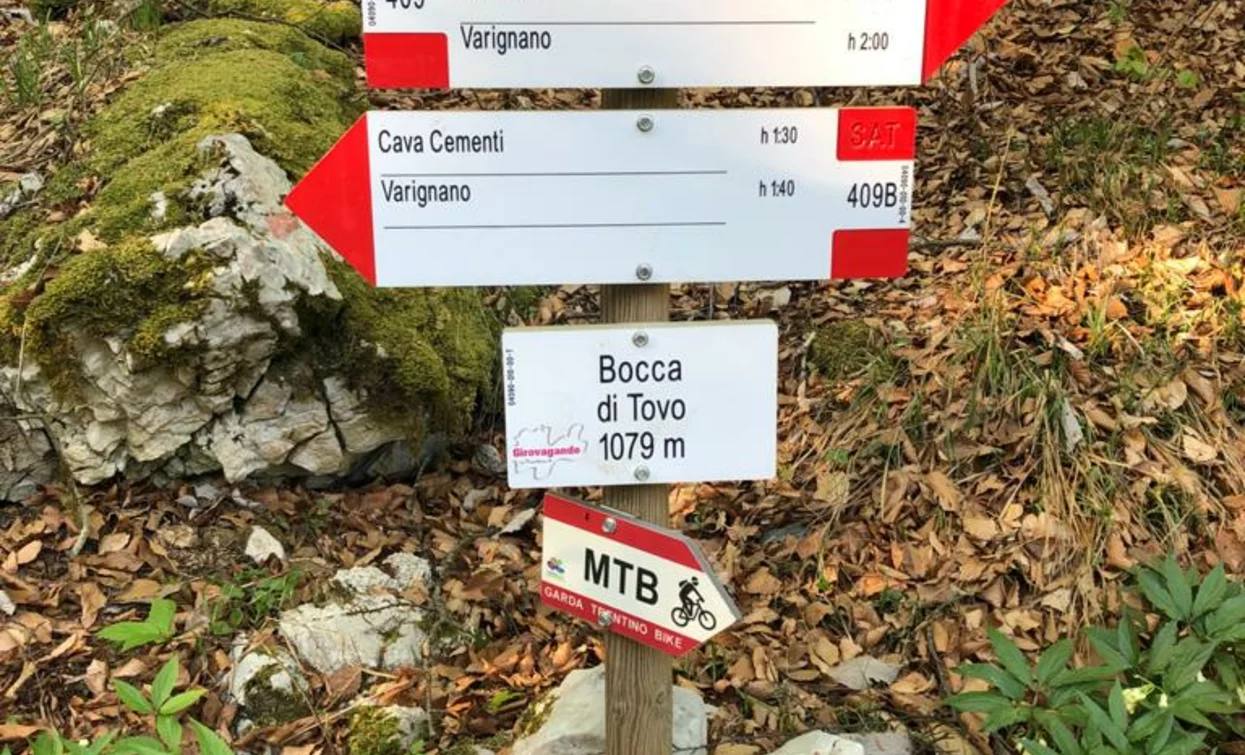 409
Varignano h 2:00
Cava Cementi h 1:30 SAT
Varignano h 1:40 409B
Bocca
di Tovo
1079 m
Girovagando
MTB
GARDA TRENTINO BIKE